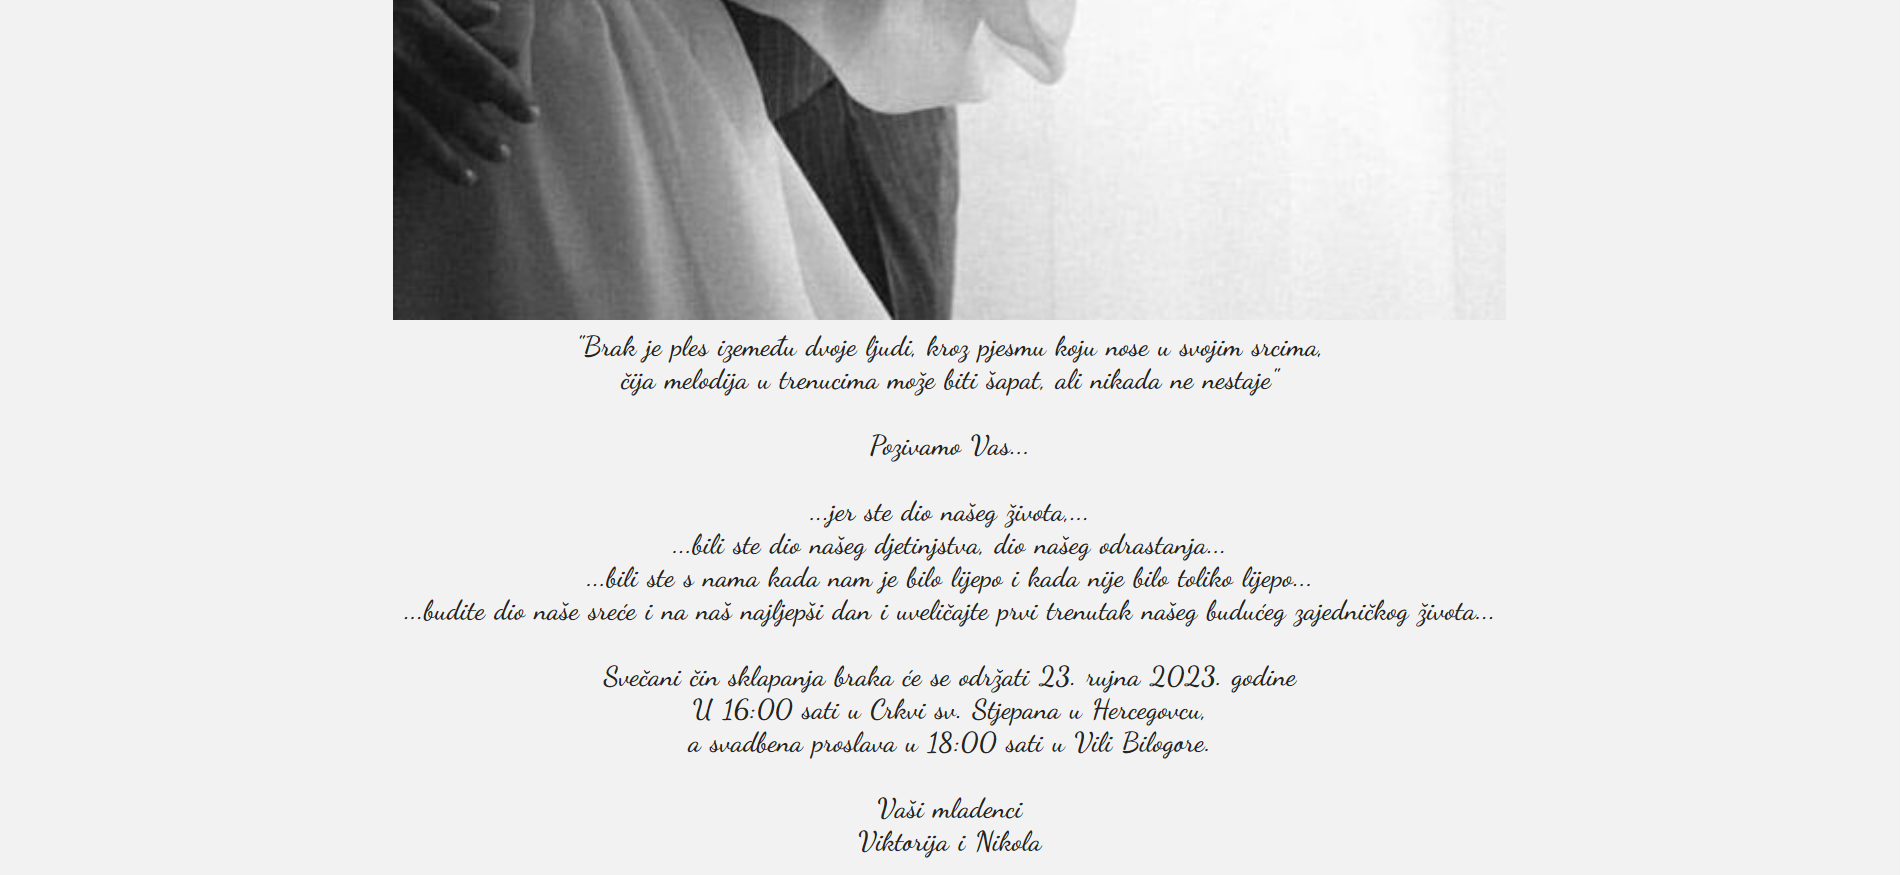 "Brak je ples izemeđu dvoje ljudi, kroz pjesmu koju nose u svojim srcima,
čija melodija u trenucima može biti šapat, ali nikada ne nestaje"
Pozivamo Vas...
...jer ste dio našeg života,...
...bili ste dio našeg djetinjstva, dio našeg odrastanja...
...bili ste s nama kada nam je bilo lijepo i kada nije bilo toliko lijepo...
...budite dio naše sreće i na naš najljepši dan i uveličajte prvi trenutak našeg budućeg zajedničkog života...
Svečani čin sklapanja braka će se održati 23. rujna 2023. godine
U 16:00 sati u Crkvi sv. Stjepana u Hercegovcu,
a svadbena proslava u 18:00 sati u Vili Bilogore.
Vaši mladenci
Viktorija i Nikola